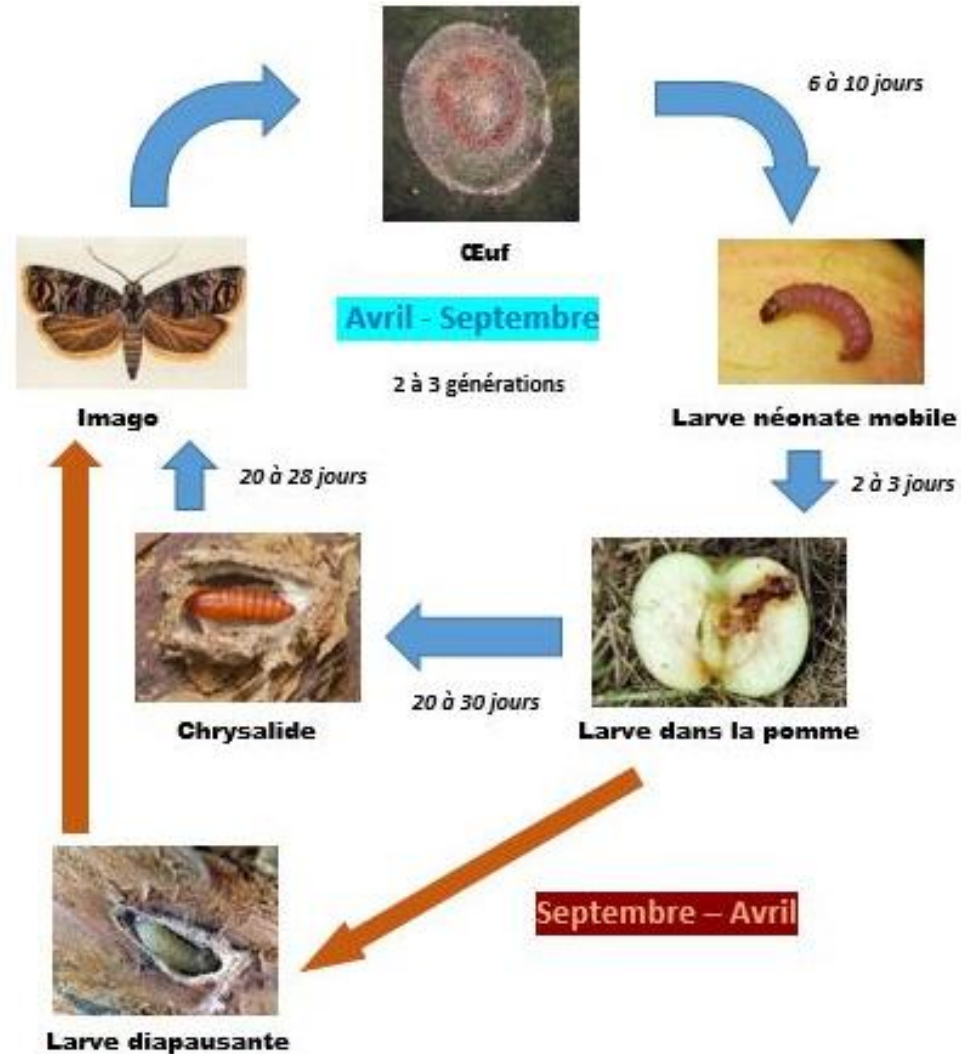 6 à 10 jours
Œuf
Avril - Septembre
2 à 3 générations
Imago
Larve néonate mobile
20 à 28 jours
2 à 3 jours
20 à 30 jours
Chrysalide
Larve dans la pomme
Septembre – Avril
Larve diapausante